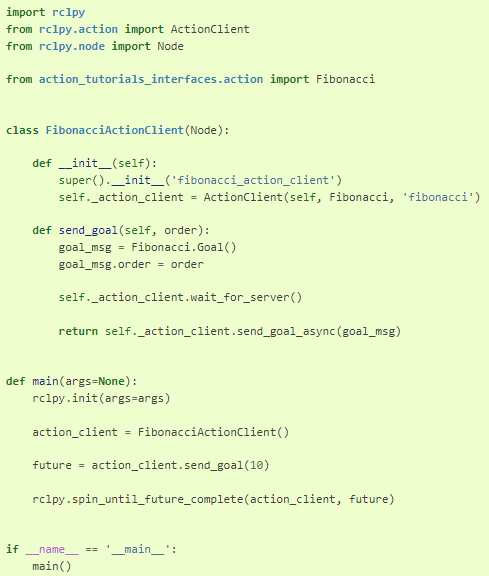 import rclpy
from rclpy.action import ActionClient
from rclpy.node import Node

from action_tutorials_interfaces.action import Fibonacci


class FibonacciActionClient(Node):

    def __init__(self):
        super().__init__('fibonacci_action_client')
        self._action_client = ActionClient(self, Fibonacci, 'fibonacci')

    def send_goal(self, order):
        goal_msg = Fibonacci.Goal()
        goal_msg.order = order

        self._action_client.wait_for_server()

        return self._action_client.send_goal_async(goal_msg)


def main(args=None):
    rclpy.init(args=args)

    action_client = FibonacciActionClient()

    future = action_client.send_goal(10)

    rclpy.spin_until_future_complete(action_client, future)


if __name__ == '__main__':
    main()